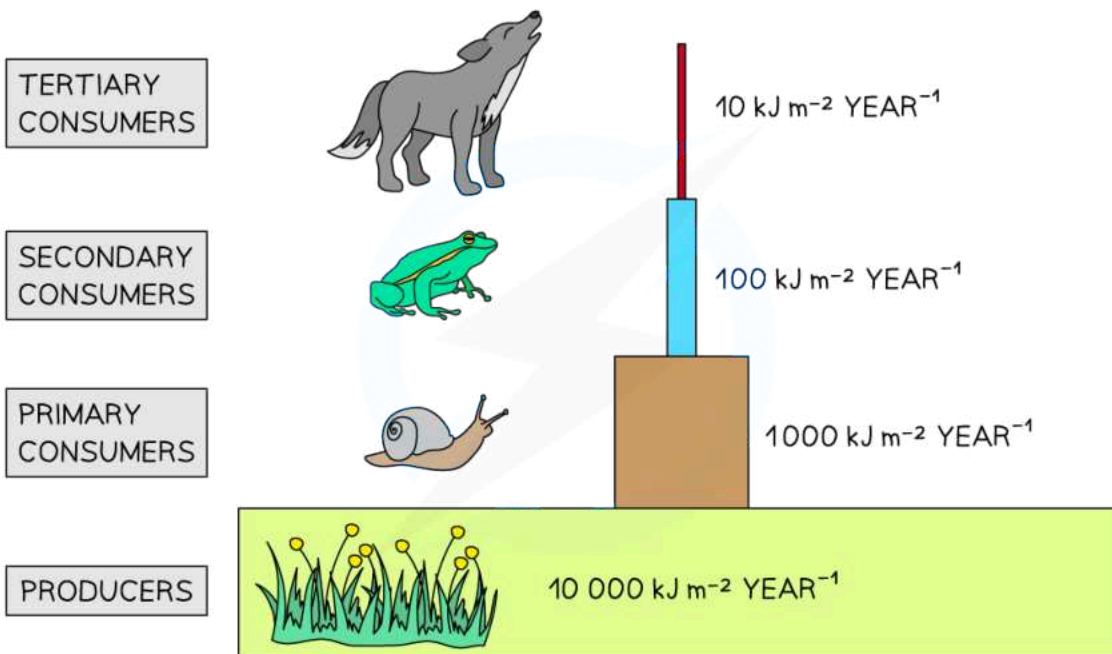 TERTIARY
CONSUMERS
10 kJ m⁻² YEAR⁻¹
SECONDARY
CONSUMERS
100 kJ m⁻² YEAR⁻¹
PRIMARY
CONSUMERS
1000 kJ m⁻² YEAR⁻¹
PRODUCERS
10 000 kJ m⁻² YEAR⁻¹